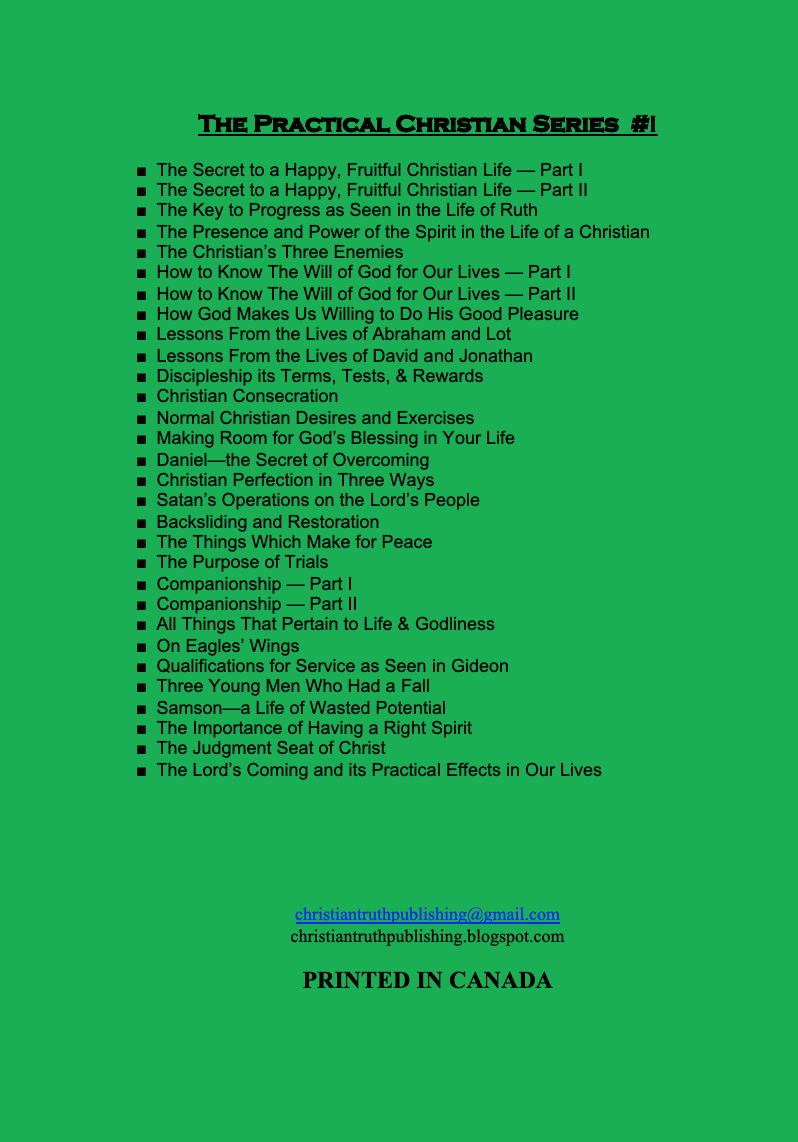 The Practical Christian Series #1
■ The Secret to a Happy, Fruitful Christian Life — Part I
■ The Secret to a Happy, Fruitful Christian Life — Part II
■ The Key to Progress as Seen in the Life of Ruth
■ The Presence and Power of the Spirit in the Life of a Christian
■ The Christian’s Three Enemies
■ How to Know The Will of God for Our Lives — Part I
■ How to Know The Will of God for Our Lives — Part II
■ How God Makes Us Willing to Do His Good Pleasure
■ Lessons From the Lives of Abraham and Lot
■ Lessons From the Lives of David and Jonathan
■ Discipleship its Terms, Tests, & Rewards
■ Christian Consecration
■ Normal Christian Desires and Exercises
■ Making Room for God’s Blessing in Your Life
■ Daniel—the Secret of Overcoming
■ Christian Perfection in Three Ways
■ Satan’s Operations on the Lord’s People
■ Backsliding and Restoration
■ The Things Which Make for Peace
■ The Purpose of Trials
■ Companionship — Part I
■ Companionship — Part II
■ All Things That Pertain to Life & Godliness
■ On Eagles’ Wings
■ Qualifications for Service as Seen in Gideon
■ Three Young Men Who Had a Fall
■ Samson—a Life of Wasted Potential
■ The Importance of Having a Right Spirit
■ The Judgment Seat of Christ
■ The Lord’s Coming and its Practical Effects in Our Lives
christiantruthpublishing@gmail.com
christiantruthpublishing.blogspot.com
PRINTED IN CANADA